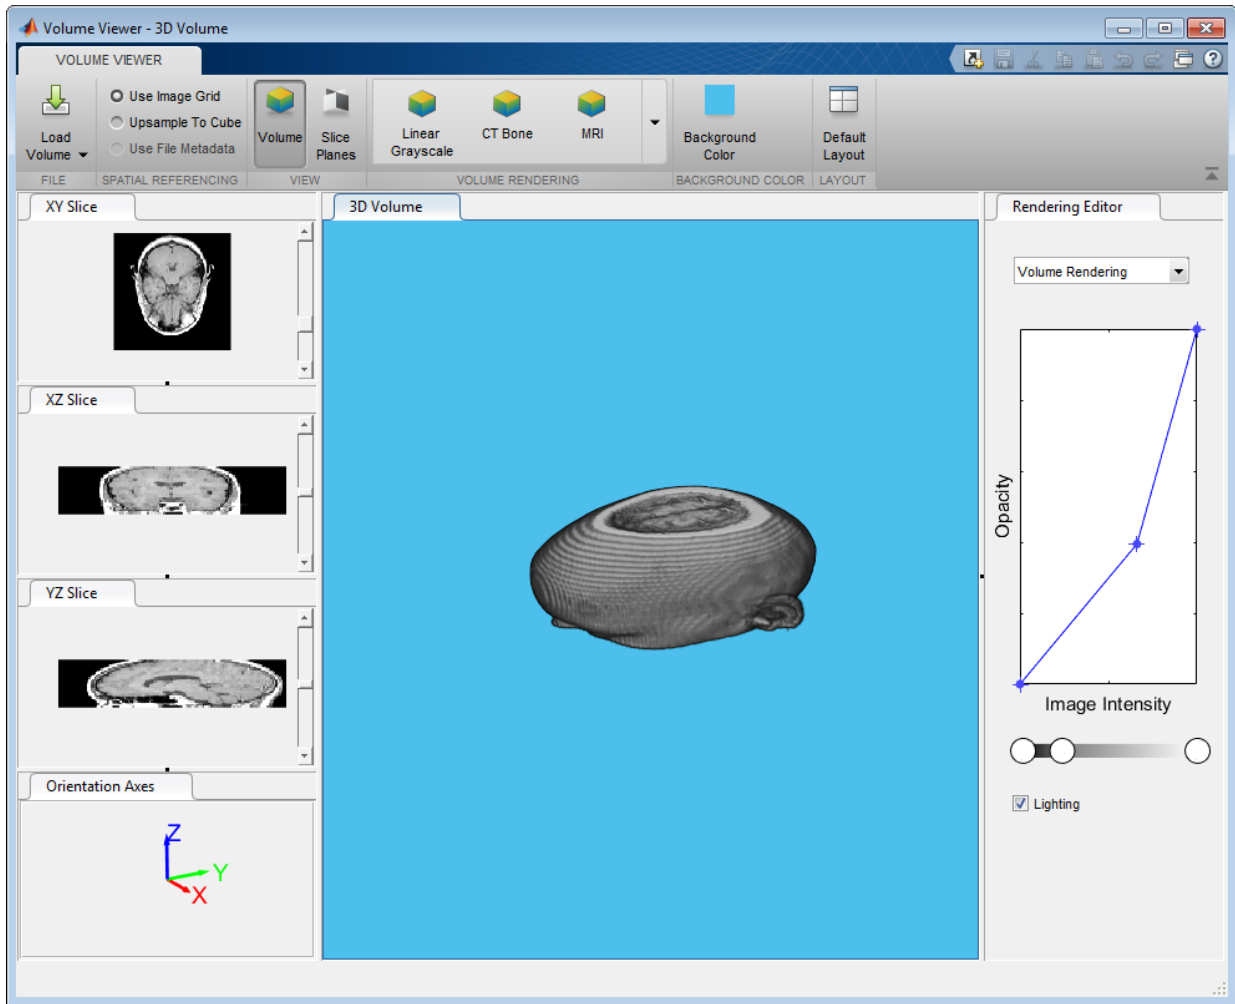 Volume Viewer - 3D Volume
VOLUME VIEWER
Load
Volume
Use Image Grid
Upsample To Cube
Use File Metadata
Volume
Slice
Planes
Linear
Grayscale
CT Bone
MRI
Background
Color
Default
Layout
FILE
SPATIAL REFERENCING
VIEW
VOLUME RENDERING
BACKGROUND COLOR
LAYOUT
XY Slice
3D Volume
Rendering Editor
Volume Rendering
XZ Slice
Opacity
YZ Slice
Image Intensity
Orientation Axes
Lighting
Z
Y
X